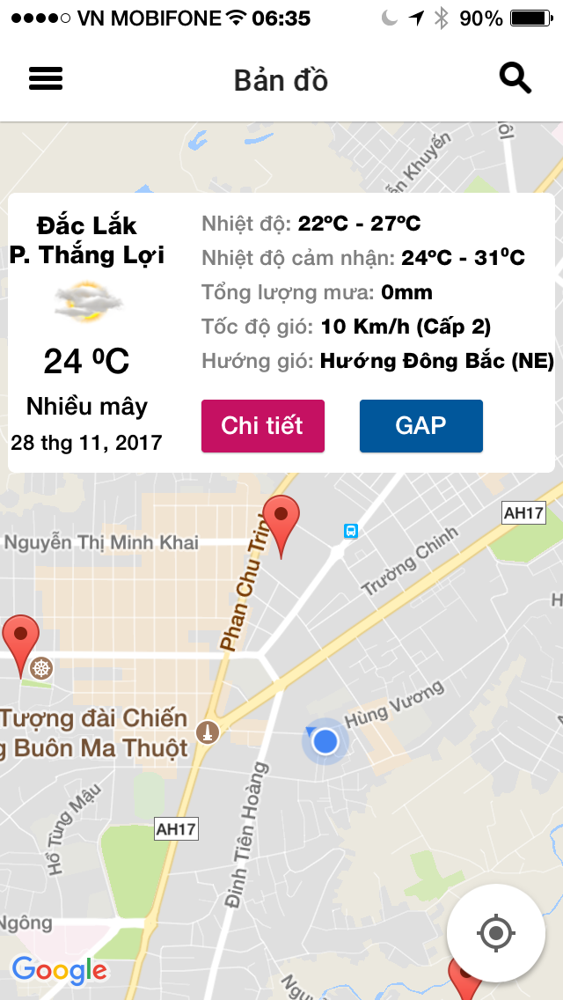 VN MOBIFONE 06:35 90%
Bản đồ
Khuyến
Đắc Lắk
P. Thắng Lợi
24 ⁰C
Nhiều mây
28 thg 11, 2017
Nhiệt độ: 22ºC - 27ºC
Nhiệt độ cảm nhận: 24ºC - 31⁰C
Tổng lượng mưa: 0mm
Tốc độ gió: 10 Km/h (Cấp 2)
Hướng gió: Hướng Đông Bắc (NE)
Chi tiết GAP
AH17
Nguyễn Thị Minh Khai
Phan Chu Trinh
Trường Chinh
H
Hùng Vương
Tượng đài Chiến
g Buôn Ma Thuột
Hồ Tùng Mậu
Đinh Tiên Hoàng
AH17
Ngông
Google